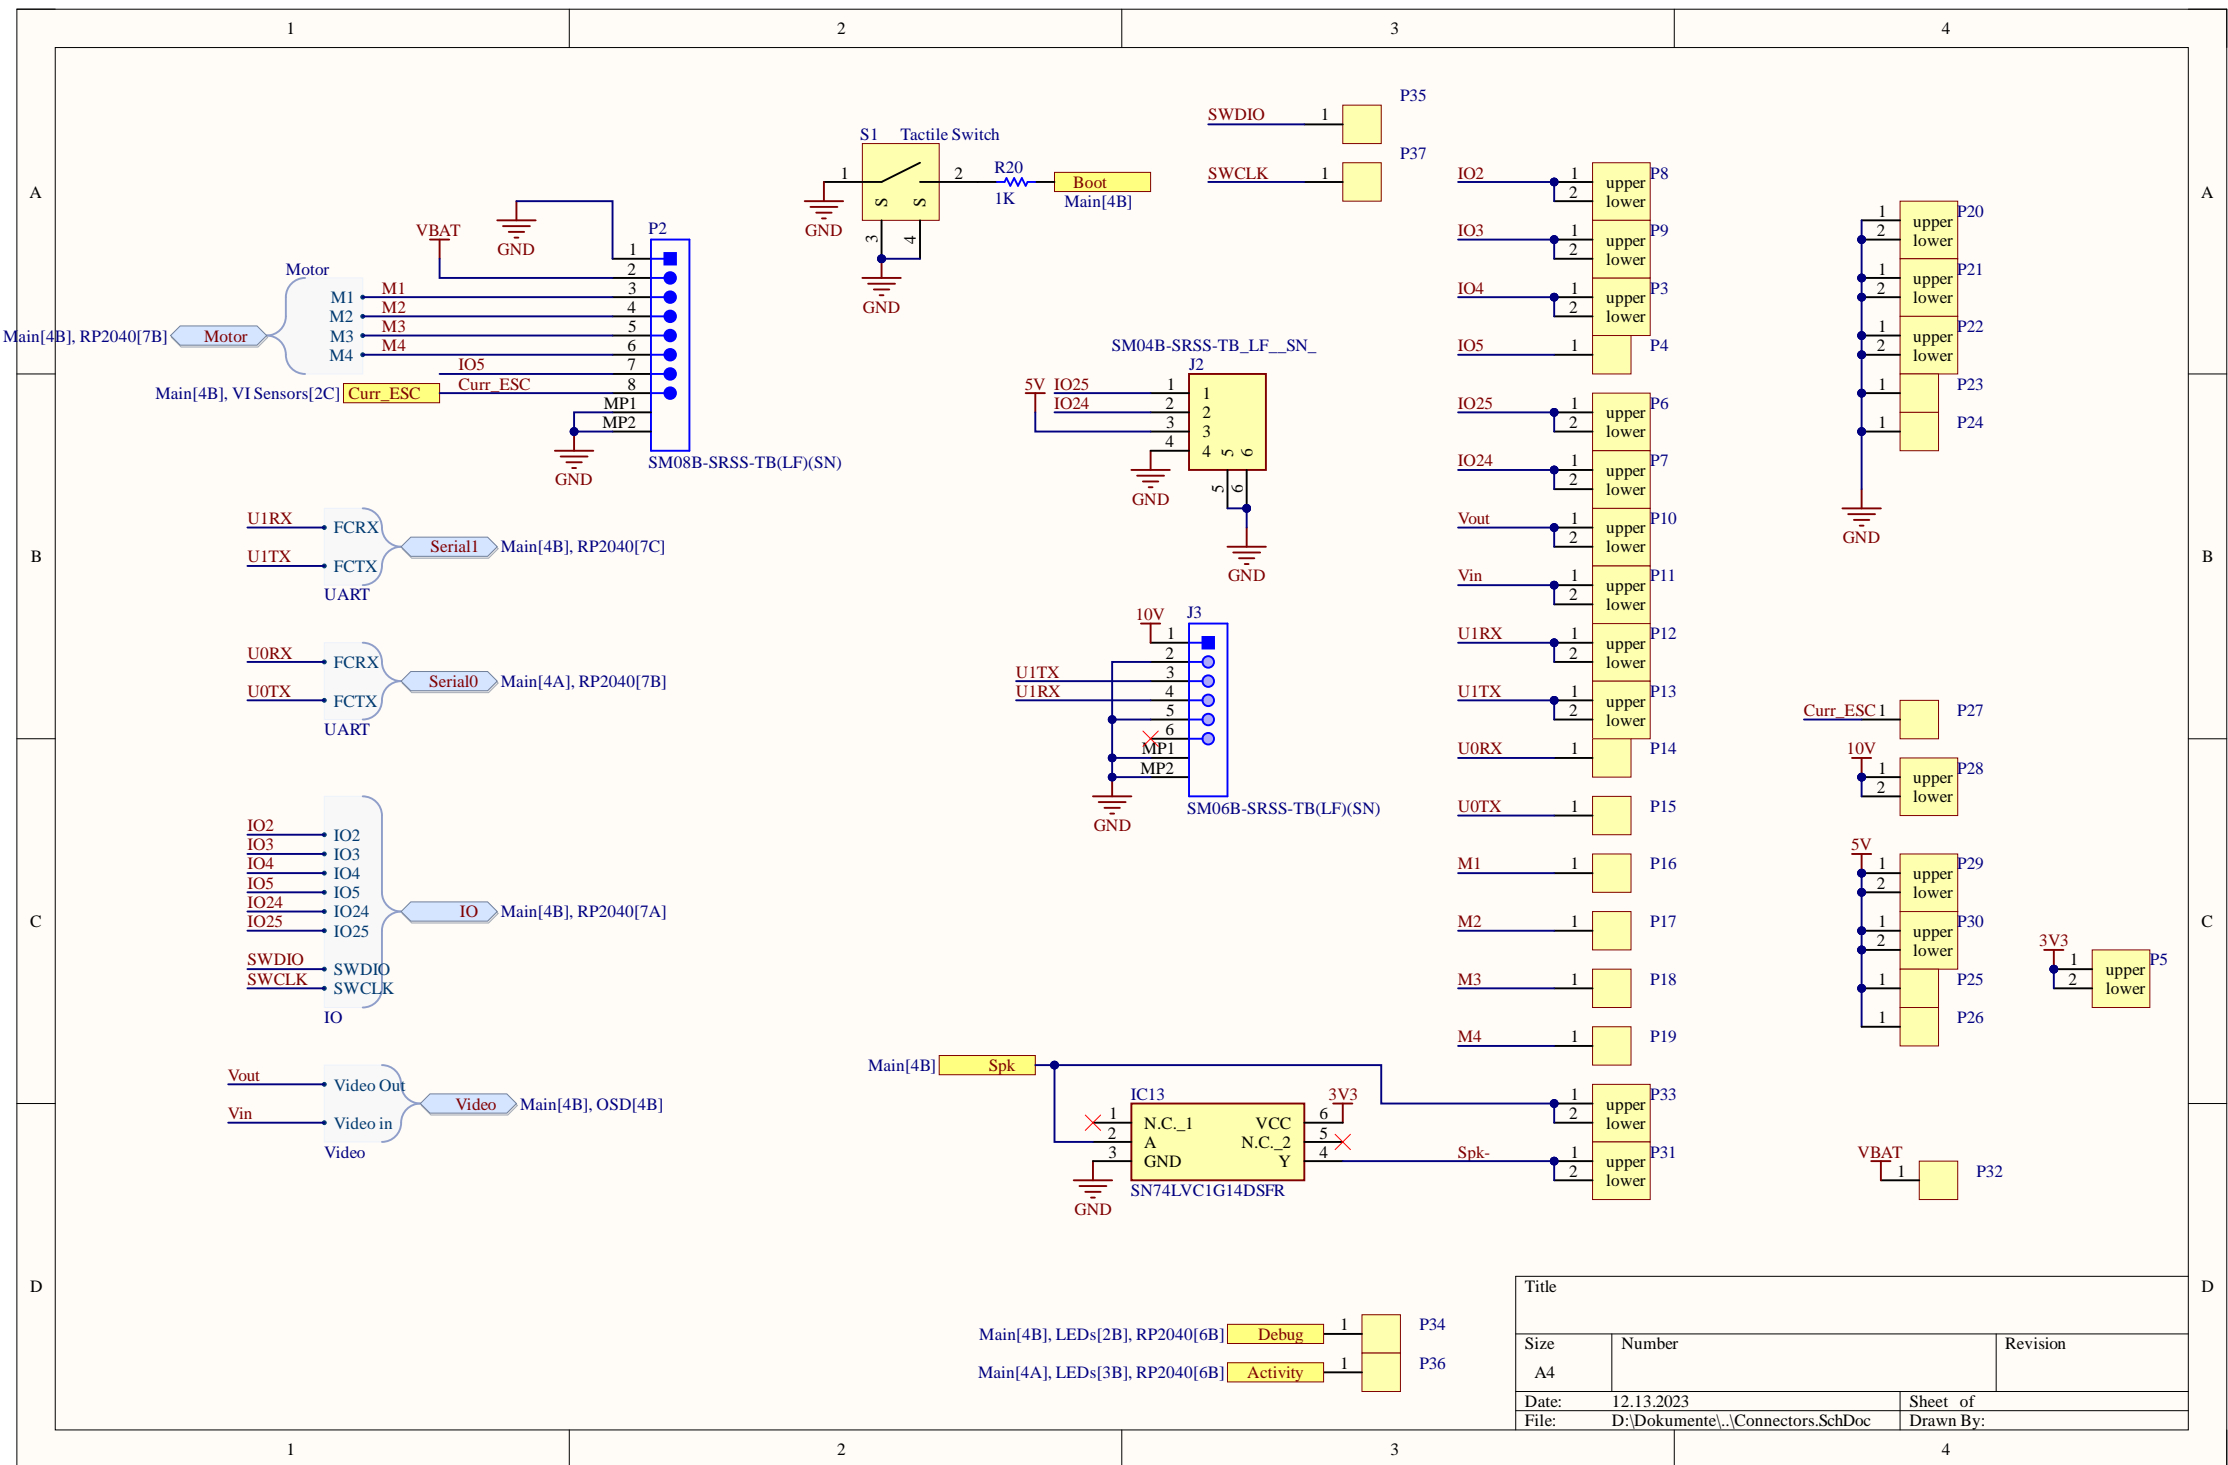 1 2 3 4
A A
B B
C C
D D
1 2 3 4
Motor
Main[4B], RP2040[7B] Motor
M1 M1
M2 M2
M3 M3
M4 M4
IO5
Main[4B], VI Sensors[2C] Curr_ESC Curr_ESC
VBAT
GND
P2
1
2
3
4
5
6
7
8
MP1
MP2
GND
SM08B-SRSS-TB(LF)(SN)
U1RX FCRX
U1TX FCTX
Serial1 Main[4B], RP2040[7C]
UART
U0RX FCRX
U0TX FCTX
Serial0 Main[4A], RP2040[7B]
UART
IO2 IO2
IO3 IO3
IO4 IO4
IO5 IO5
IO24 IO24
IO25 IO25
SWDIO SWDIO
SWCLK SWCLK
IO Main[4B], RP2040[7A]
IO
Vout Video Out
Vin Video in
Video Main[4B], OSD[4B]
Video
S1 Tactile Switch
1 2
S S
3 4
GND
GND
R20
1K
Boot
Main[4B]
SWDIO 1 P35
SWCLK 1 P37
SM04B-SRSS-TB_LF__SN_
J2
5V IO25 1 1
IO24 2 2
3 3
4 4
5 6
5 6
GND
GND
10V J3
1
2
U1TX 3
U1RX 4
5
6
MP1
MP2
GND
SM06B-SRSS-TB(LF)(SN)
Main[4B] Spk
IC13
1 N.C._1 VCC 6 3V3
2 A N.C._2 5
3 GND Y 4
GND
SN74LVC1G14DSFR
Main[4B], LEDs[2B], RP2040[6B] Debug 1 P34
Main[4A], LEDs[3B], RP2040[6B] Activity 1 P36
IO2 1 upper P8
2 lower
IO3 1 upper P9
2 lower
IO4 1 upper P3
2 lower
IO5 1 P4
IO25 1 upper P6
2 lower
IO24 1 upper P7
2 lower
Vout 1 upper P10
2 lower
Vin 1 upper P11
2 lower
U1RX 1 upper P12
2 lower
U1TX 1 upper P13
2 lower
U0RX 1 P14
U0TX 1 P15
M1 1 P16
M2 1 P17
M3 1 P18
M4 1 P19
1 upper P33
2 lower
Spk- 1 upper P31
2 lower
1 upper P20
2 lower
1 upper P21
2 lower
1 upper P22
2 lower
1 P23
1 P24
GND
Curr_ESC 1 P27
10V
1 upper P28
2 lower
5V
1 upper P29
2 lower
1 upper P30
2 lower
1 P25
1 P26
3V3
1 upper P5
2 lower
VBAT
1 P32
Title
Size Number Revision
A4
Date: 12.13.2023 Sheet of
File: D:\Dokumente\..\Connectors.SchDoc Drawn By: